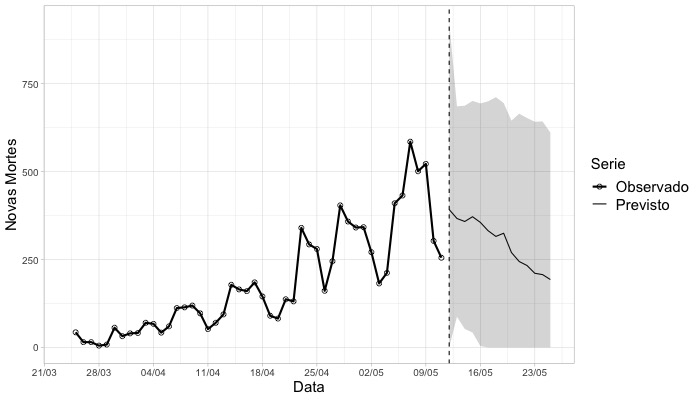 Novas Mortes
750
500
250
0
21/03 28/03 04/04 11/04 18/04 25/04 02/05 09/05 16/05 23/05
Data
Serie
Observado
Previsto